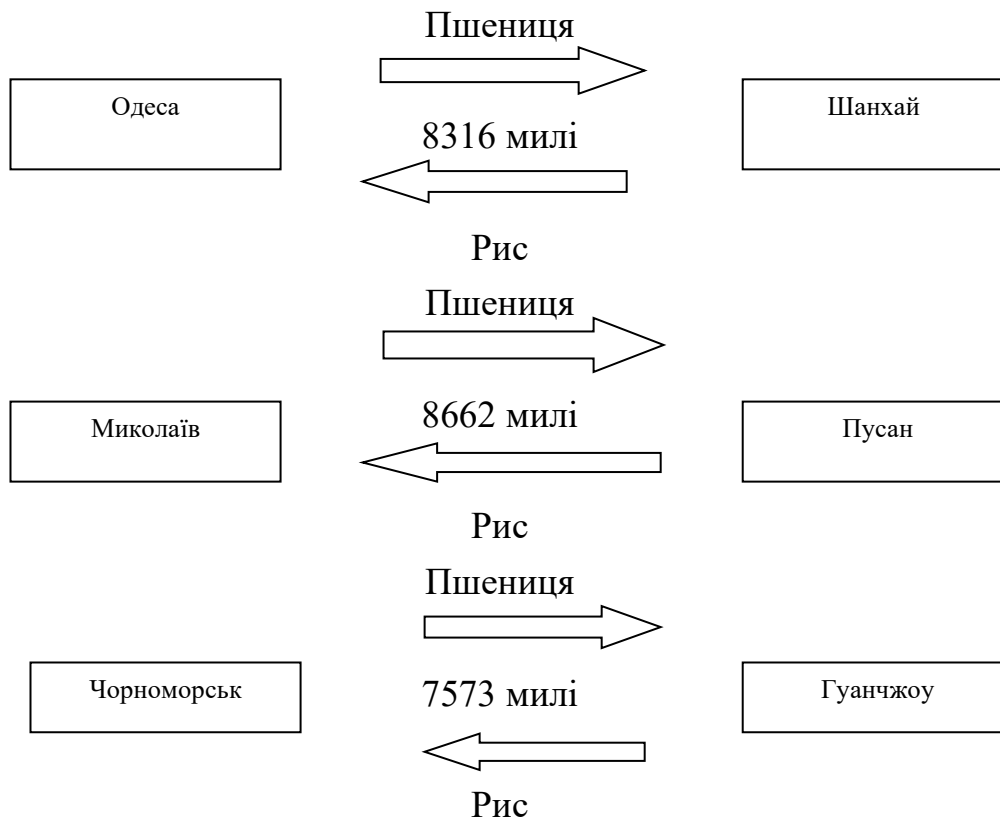 Пшениця
Одеса
Шанхай
8316 милі
Рис
Пшениця
Миколаїв
8662 милі
Пусан
Рис
Пшениця
Чорноморськ
7573 милі
Гуанчжоу
Рис